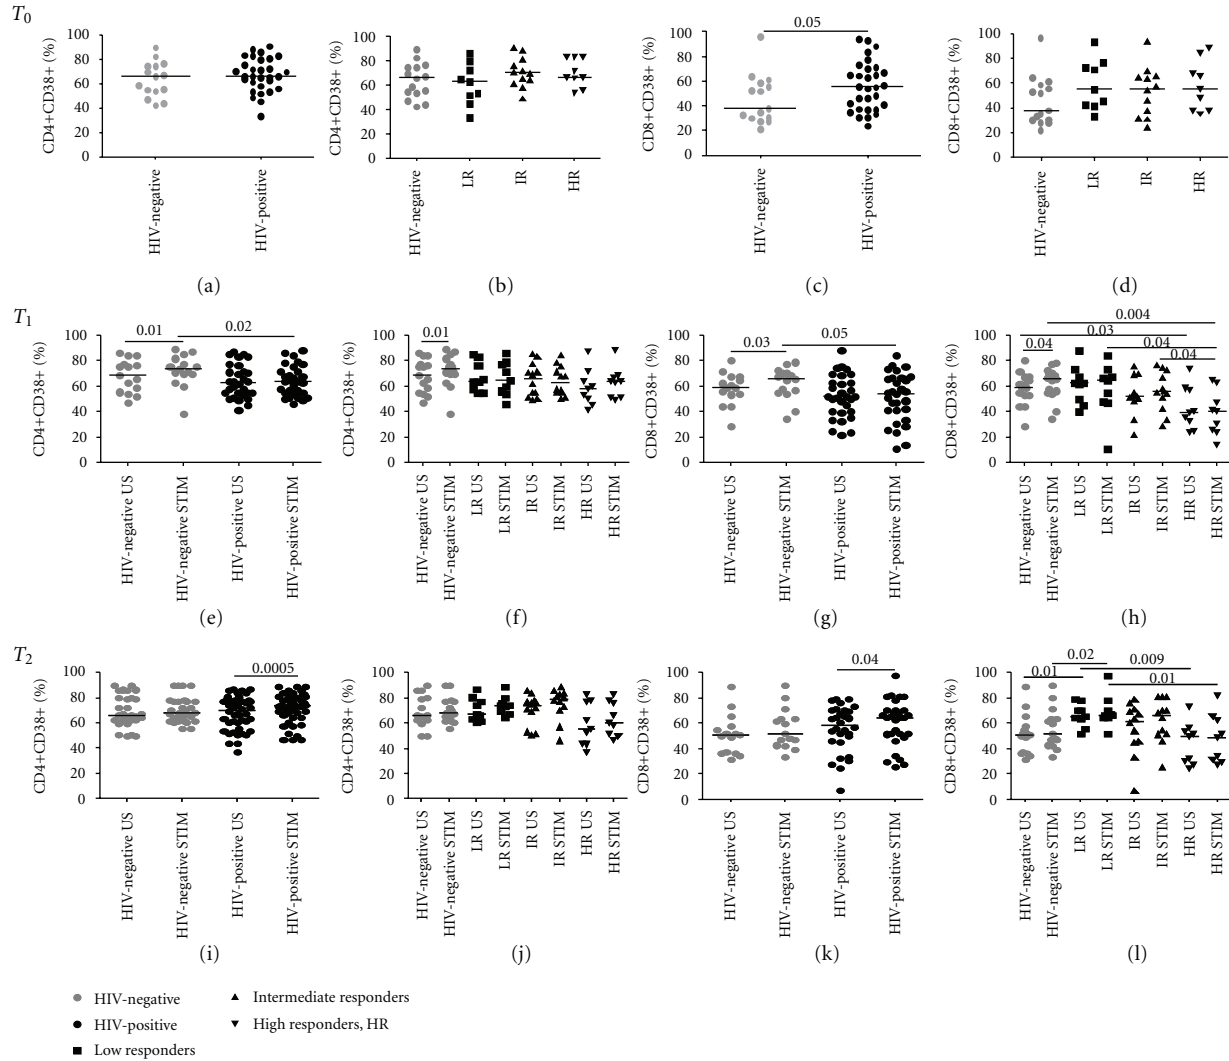 T0
CD4+CD38+ (%)
100
80
60
40
20
0
HIV-negative
HIV-positive
(a)
CD4+CD38+ (%)
100
80
60
40
20
0
HIV-negative
LR
IR
HR
(b)
CD8+CD38+ (%)
100
80
60
40
20
0
0.05
HIV-negative
HIV-positive
(c)
CD8+CD38+ (%)
100
80
60
40
20
0
HIV-negative
LR
IR
HR
(d)
T1
CD4+CD38+ (%)
100
80
60
40
20
0
0.01
0.02
HIV-negative US
HIV-negative STIM
HIV-positive US
HIV-positive STIM
(e)
CD4+CD38+ (%)
100
80
60
40
20
0
0.01
HIV-negative US
HIV-negative STIM
LR US
LR STIM
IR US
IR STIM
HR US
HR STIM
(f)
CD8+CD38+ (%)
100
80
60
40
20
0
0.03
0.05
HIV-negative US
HIV-negative STIM
HIV-positive US
HIV-positive STIM
(g)
CD8+CD38+ (%)
100
80
60
40
20
0
0.004
0.03
0.04
0.04
0.04
HIV-negative US
HIV-negative STIM
LR US
LR STIM
IR US
IR STIM
HR US
HR STIM
(h)
T2
CD4+CD38+ (%)
100
80
60
40
20
0
0.0005
HIV-negative US
HIV-negative STIM
HIV-positive US
HIV-positive STIM
(i)
CD4+CD38+ (%)
100
80
60
40
20
0
HIV-negative US
HIV-negative STIM
LR US
LR STIM
IR US
IR STIM
HR US
HR STIM
(j)
CD8+CD38+ (%)
100
80
60
40
20
0
0.04
HIV-negative US
HIV-negative STIM
HIV-positive US
HIV-positive STIM
(k)
CD8+CD38+ (%)
100
80
60
40
20
0
0.02
0.009
0.01
0.01
HIV-negative US
HIV-negative STIM
LR US
LR STIM
IR US
IR STIM
HR US
HR STIM
(l)
HIV-negative
HIV-positive
Low responders
Intermediate responders
High responders, HR